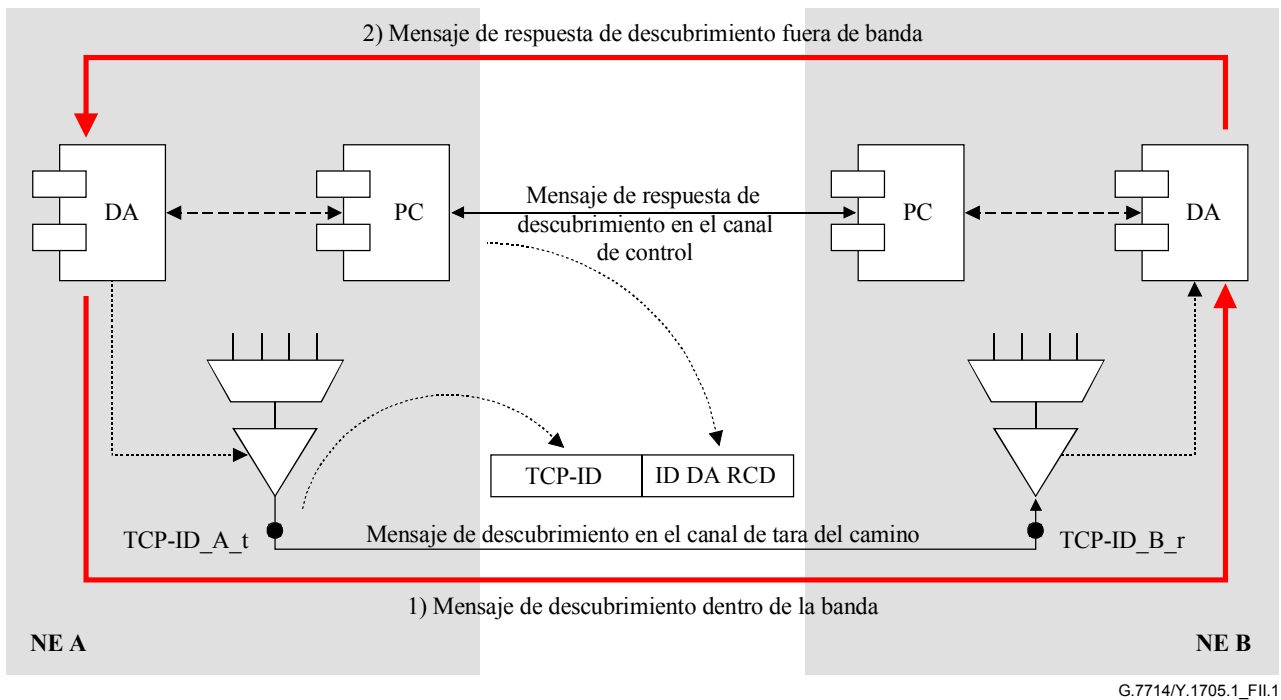 2) Mensaje de respuesta de descubrimiento fuera de banda
DA
PC
Mensaje de respuesta de
descubrimiento en el canal
de control
PC
DA
TCP-ID
ID DA RCD
TCP-ID_A_t
Mensaje de descubrimiento en el canal de tara del camino
TCP-ID_B_r
1) Mensaje de descubrimiento dentro de la banda
NE A
NE B
G.7714/Y.1705.1_FII.1